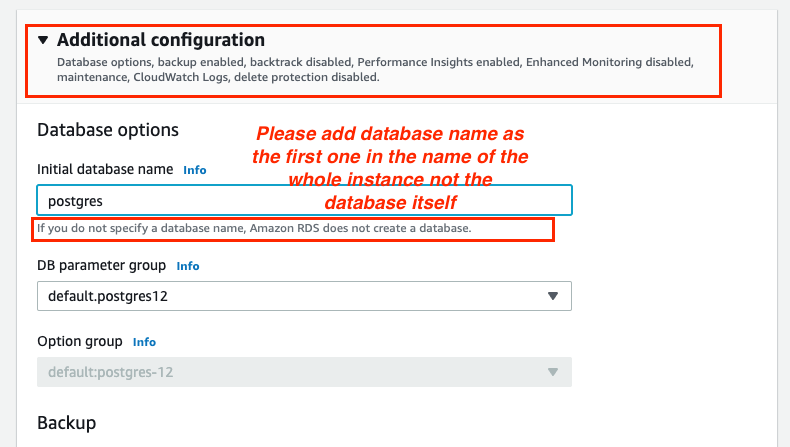 Additional configuration
Database options, backup enabled, backtrack disabled, Performance Insights enabled, Enhanced Monitoring disabled,
maintenance, CloudWatch Logs, delete protection disabled.
Database options
Please add database name as
the first one in the name of the
whole instance not the
database itself
Initial database name Info
postgres
If you do not specify a database name, Amazon RDS does not create a database.
DB parameter group Info
default.postgres12
Option group Info
default:postgres-12
Backup